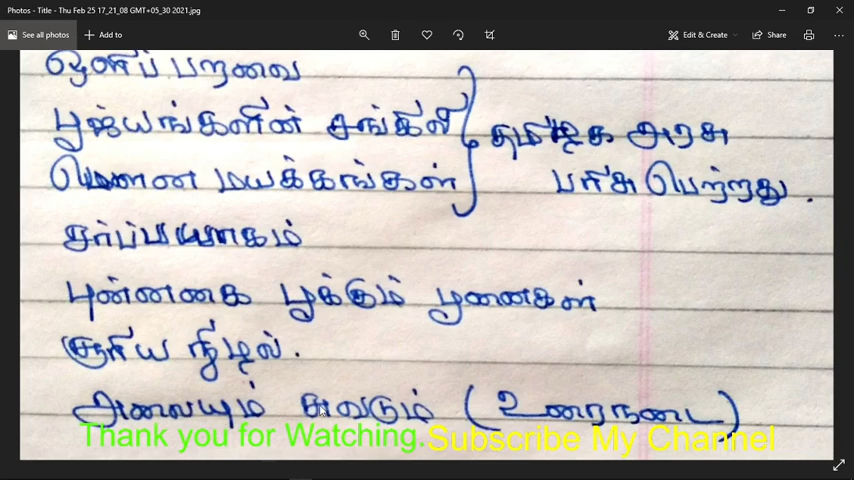 Photos - Title - Thu Feb 25 17_21_08 GMT+05_30 2021.jpg
See all photos
Add to
Edit & Create
Share
ஒளிப் பறவை
பூஜ்யங்களின் சங்கிலி
தமிழக அரசு
மௌன மயக்கங்கள்
பரிசு பெற்றது.
சர்ப்பயாகம்
புன்னகை பூக்கும் பூனைகள்
சூரிய நிழல்.
அலையும் சுவடும் (உரைநடை)
Thank you for Watching.
Subscribe My Channel